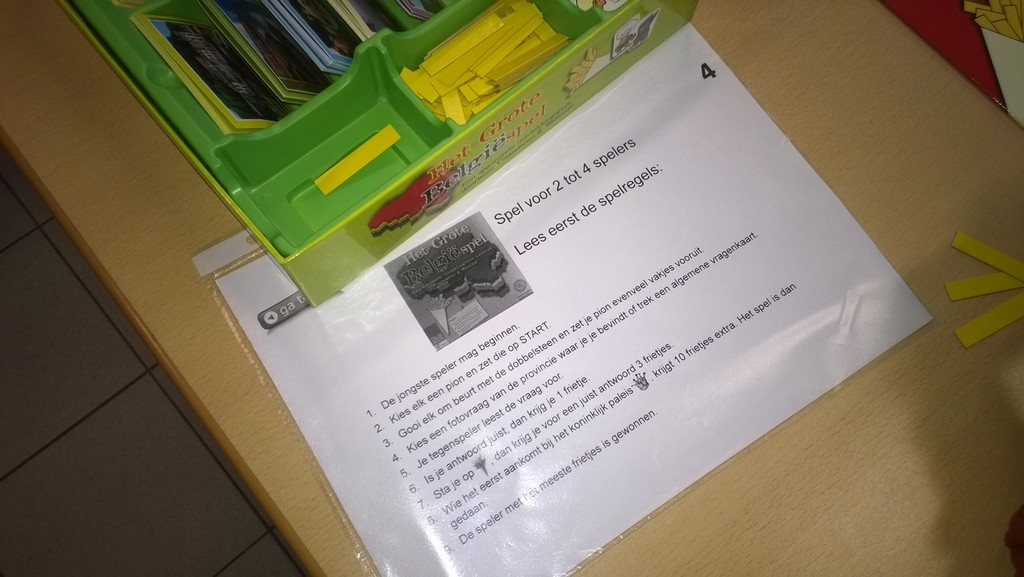 Het Grote
Belgiëspel
4
Spel voor 2 tot 4 spelers
Lees eerst de spelregels:
Het Grote
Belgiëspel
ga t
1. De jongste speler mag beginnen.
2. Kies elk een pion en zet die op START.
3. Gooi elk om beurt met de dobbelsteen en zet je pion evenveel vakjes vooruit.
4. Kies een fotovraag van de provincie waar je je bevindt of trek een algemene vragenkaart.
5. Je tegenspeler leest de vraag voor.
6. Is je antwoord juist, dan krijg je 1 frietje.
7. Sta je op , dan krijg je voor een juist antwoord 3 frietjes.
8. Wie het eerst aankomt bij het koninklijk paleis krijgt 10 frietjes extra. Het spel is dan
gedaan.
9. De speler met het meeste frietjes is gewonnen.